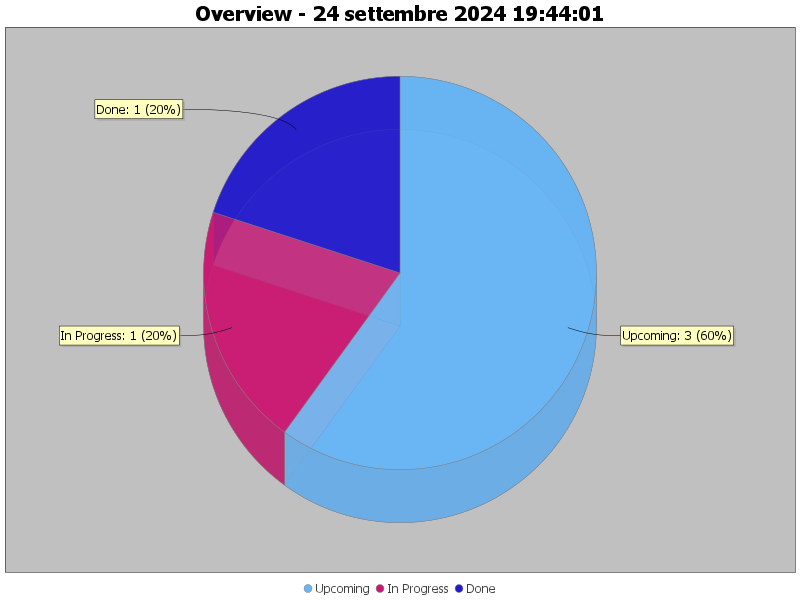 Overview - 24 settembre 2024 19:44:01
Done: 1 (20%)
In Progress: 1 (20%)
Upcoming: 3 (60%)
Upcoming In Progress Done